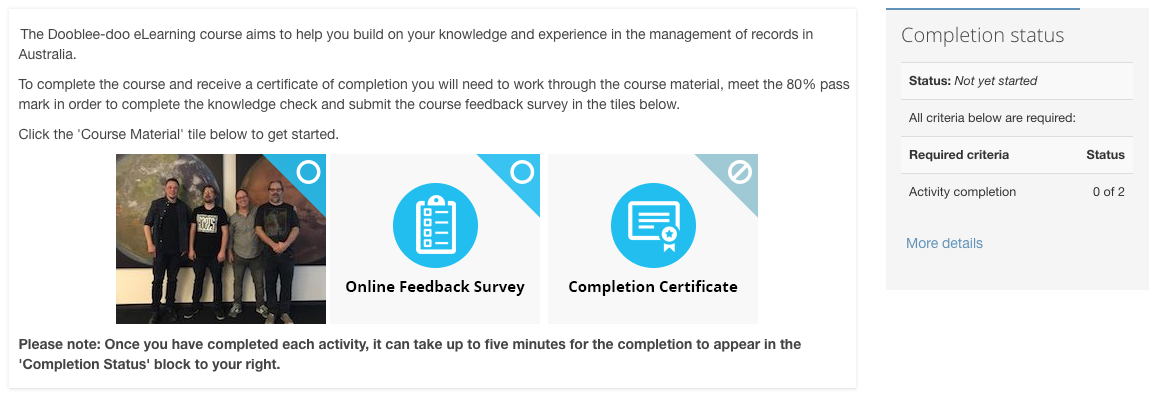 The Dooblee-doo eLearning course aims to help you build on your knowledge and experience in the management of records in
Australia.
To complete the course and receive a certificate of completion you will need to work through the course material, meet the 80% pass
mark in order to complete the knowledge check and submit the course feedback survey in the tiles below.
Click the 'Course Material' tile below to get started.
Online Feedback Survey
Completion Certificate
Please note: Once you have completed each activity, it can take up to five minutes for the completion to appear in the
'Completion Status' block to your right.
Completion status
Status: Not yet started
All criteria below are required:
Required criteria Status
Activity completion 0 of 2
More details